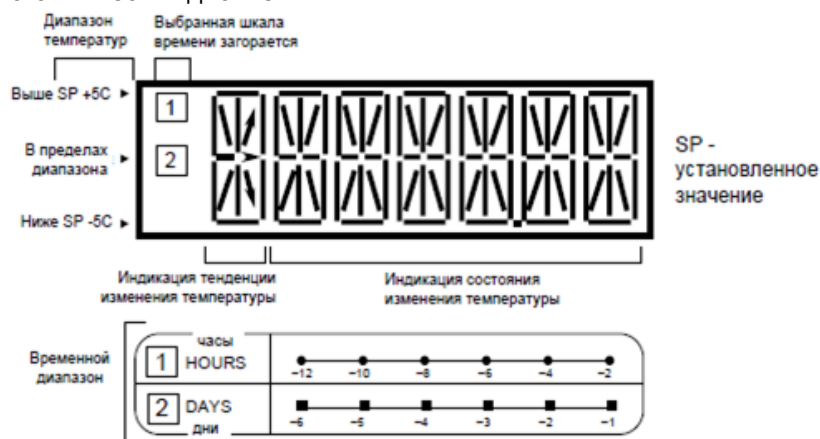 Диапазон
температур
Выбранная шкала
времени загорается
Выше SP +5C
1
В пределах
диапазона
2
Ниже SP -5C
SP -
установленное
значение
Индикация тенденции
изменения температуры
Индикация состояния
изменения температуры
Временной
диапазон
часы
1 HOURS
-12 -10 -8 -6 -4 -2
2 DAYS
дни
-6 -5 -4 -3 -2 -1